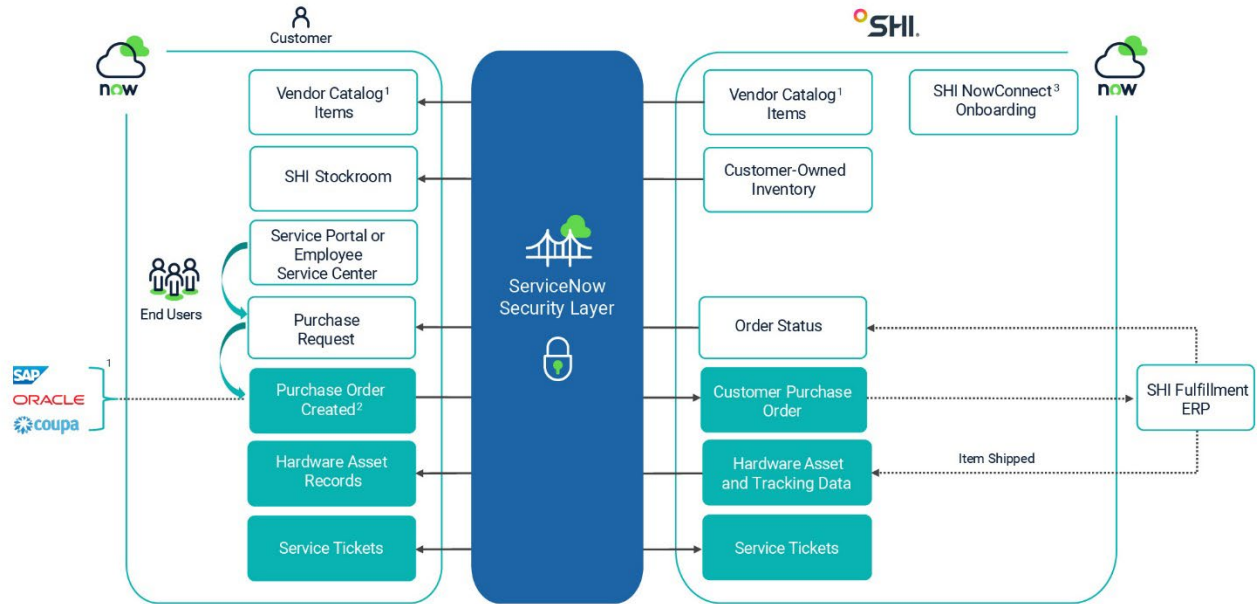 Customer
SHI.
now
now
Vendor Catalog¹
Items
Vendor Catalog¹
Items
SHI NowConnect³
Onboarding
SHI Stockroom
Customer-Owned
Inventory
Service Portal or
Employee
Service Center
End Users
ServiceNow
Security Layer
Purchase
Request
Order Status
1
SAP
ORACLE
coupa
Purchase Order
Created²
Customer Purchase
Order
SHI Fulfillment
ERP
Hardware Asset
Records
Hardware Asset
and Tracking Data
Item Shipped
Service Tickets
Service Tickets